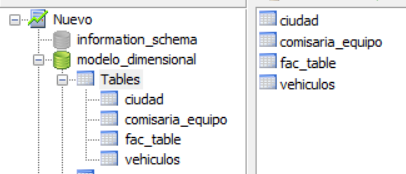 Nuevo
information_schema
modelo_dimensional
Tables
ciudad
comisaria_equipo
fac_table
vehiculos
ciudad
comisaria_equipo
fac_table
vehiculos